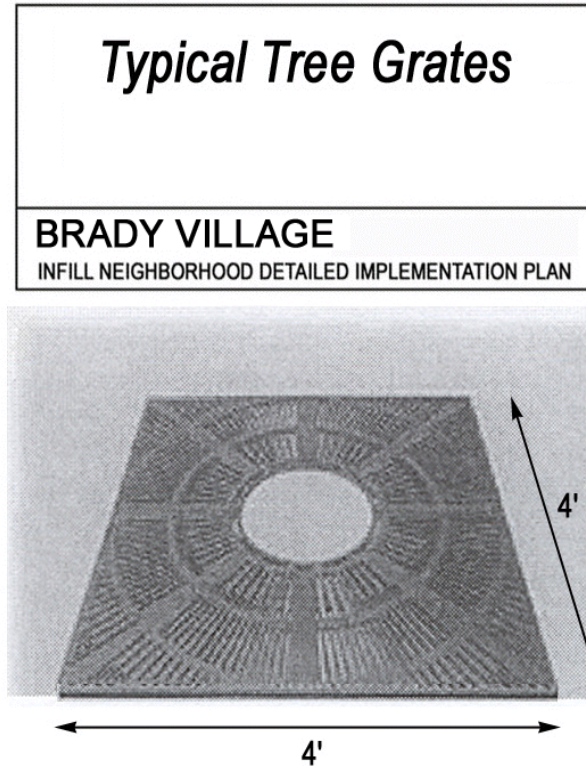 Typical Tree Grates
BRADY VILLAGE
INFILL NEIGHBORHOOD DETAILED IMPLEMENTATION PLAN
4'
4'